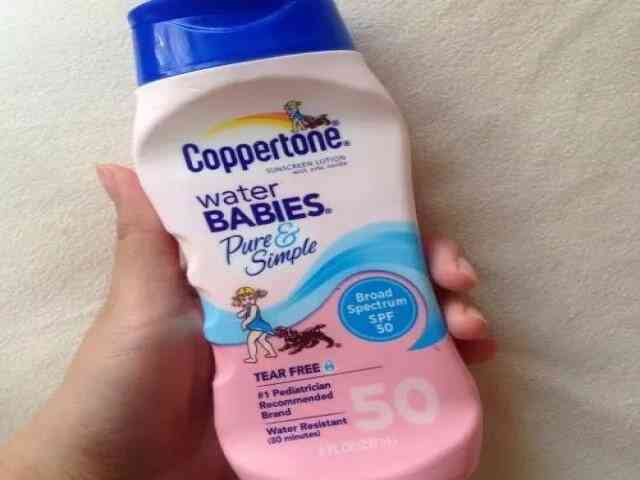 Coppertone®
SUNSCREEN LOTION
water
BABIES®
Pure &
Simple
Broad
Spectrum
SPF
50
TEAR FREE
#1 Pediatrician
Recommended
Brand
Water Resistant
(80 minutes)
50